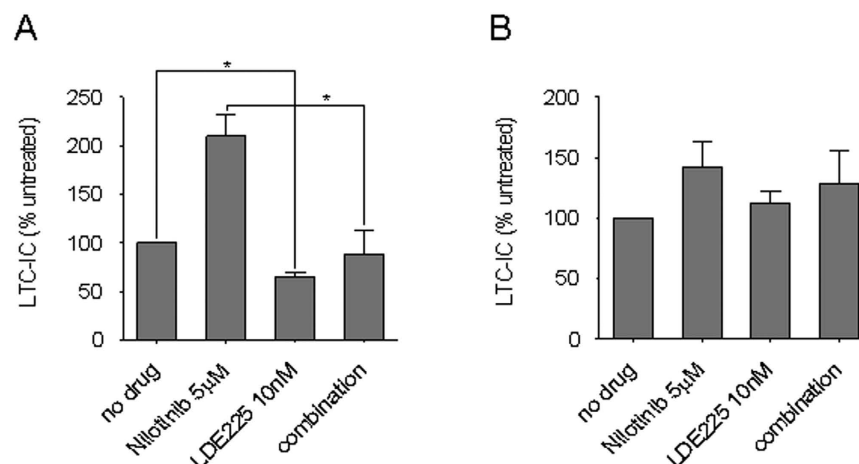 A
B
*
*
LTC-IC (% untreated)
250
200
150
100
50
0
no drug
Nilotinib 5µM
LDE225 10nM
combination
LTC-IC (% untreated)
200
150
100
50
0
no drug
Nilotinib 5µM
LDE225 10nM
combination